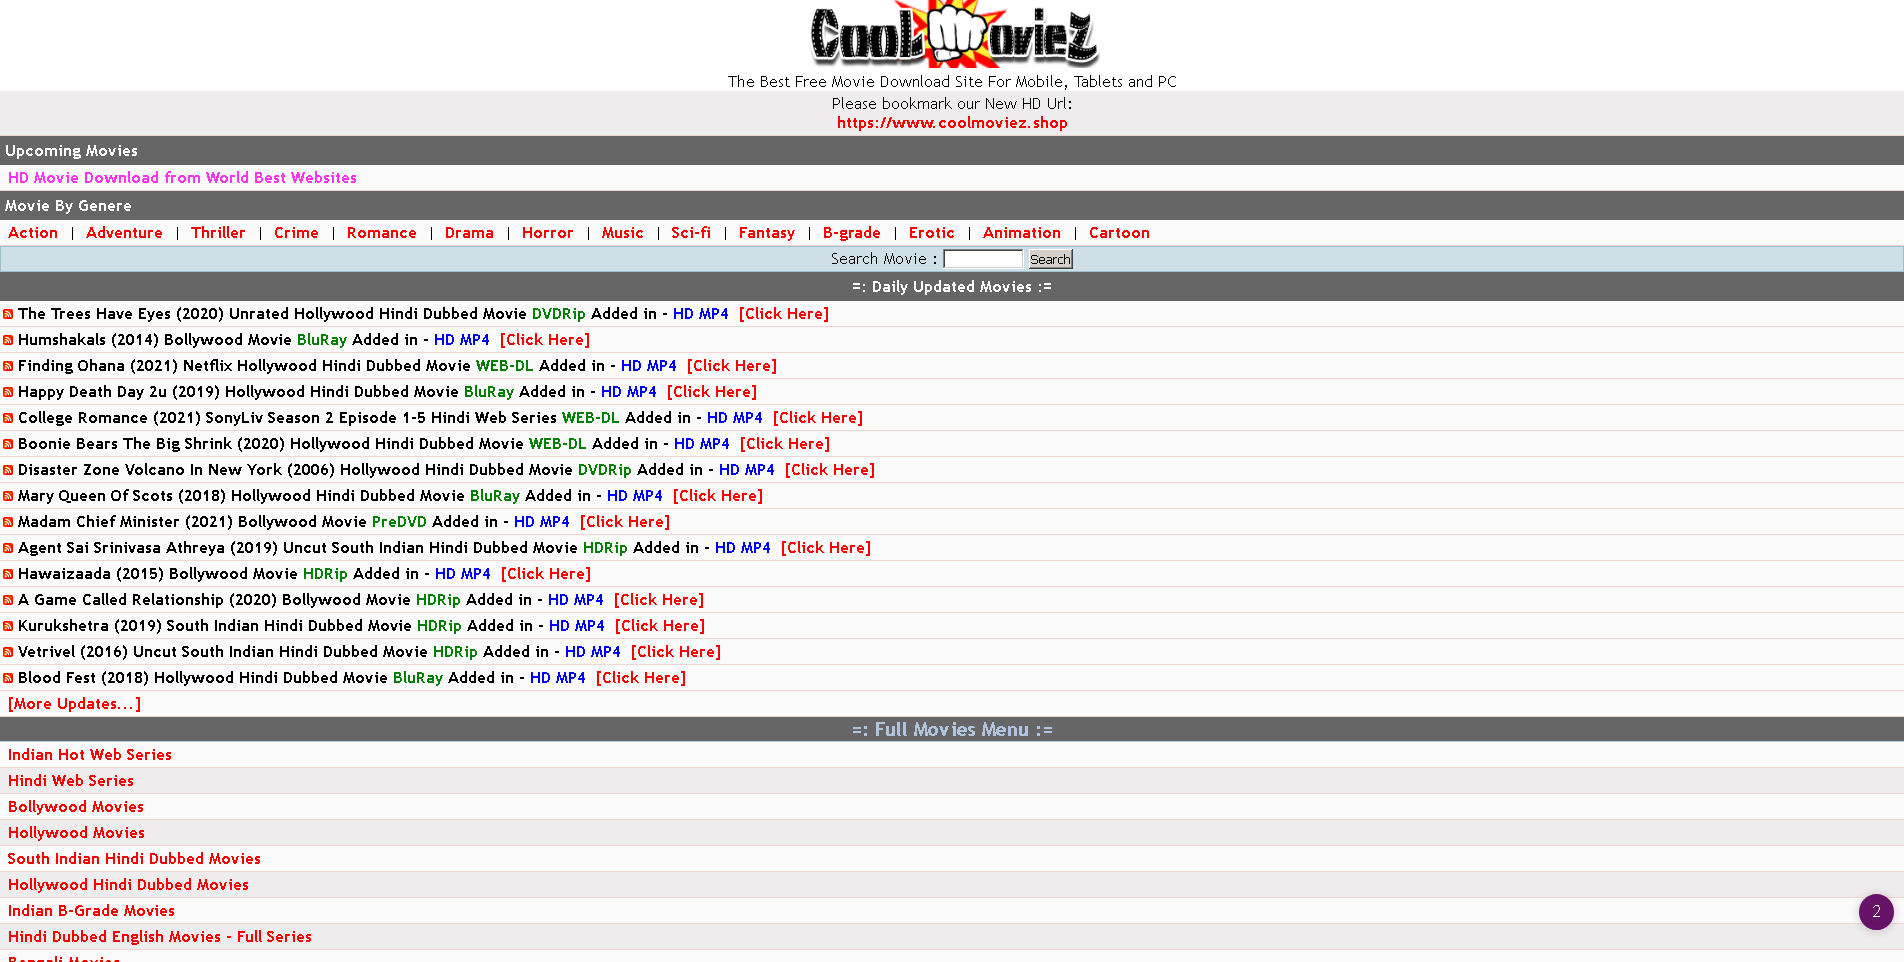 Cool MovieZ
The Best Free Movie Download Site For Mobile, Tablets and PC
Please bookmark our New HD Url:
https://www.coolmoviez.shop
Upcoming Movies
HD Movie Download from World Best Websites
Movie By Genere
Action | Adventure | Thriller | Crime | Romance | Drama | Horror | Music | Sci-fi | Fantasy | B-grade | Erotic | Animation | Cartoon
Search Movie : Search
=: Daily Updated Movies :=
The Trees Have Eyes (2020) Unrated Hollywood Hindi Dubbed Movie DVDRip Added in - HD MP4 [Click Here]
Humshakals (2014) Bollywood Movie BluRay Added in - HD MP4 [Click Here]
Finding Ohana (2021) Netflix Hollywood Hindi Dubbed Movie WEB-DL Added in - HD MP4 [Click Here]
Happy Death Day 2u (2019) Hollywood Hindi Dubbed Movie BluRay Added in - HD MP4 [Click Here]
College Romance (2021) SonyLiv Season 2 Episode 1-5 Hindi Web Series WEB-DL Added in - HD MP4 [Click Here]
Boonie Bears The Big Shrink (2020) Hollywood Hindi Dubbed Movie WEB-DL Added in - HD MP4 [Click Here]
Disaster Zone Volcano In New York (2006) Hollywood Hindi Dubbed Movie DVDRip Added in - HD MP4 [Click Here]
Mary Queen Of Scots (2018) Hollywood Hindi Dubbed Movie BluRay Added in - HD MP4 [Click Here]
Madam Chief Minister (2021) Bollywood Movie PreDVD Added in - HD MP4 [Click Here]
Agent Sai Srinivasa Athreya (2019) Uncut South Indian Hindi Dubbed Movie HDRip Added in - HD MP4 [Click Here]
Hawaizaada (2015) Bollywood Movie HDRip Added in - HD MP4 [Click Here]
A Game Called Relationship (2020) Bollywood Movie HDRip Added in - HD MP4 [Click Here]
Kurukshetra (2019) South Indian Hindi Dubbed Movie HDRip Added in - HD MP4 [Click Here]
Vetrivel (2016) Uncut South Indian Hindi Dubbed Movie HDRip Added in - HD MP4 [Click Here]
Blood Fest (2018) Hollywood Hindi Dubbed Movie BluRay Added in - HD MP4 [Click Here]
[More Updates...]
=: Full Movies Menu :=
Indian Hot Web Series
Hindi Web Series
Bollywood Movies
Hollywood Movies
South Indian Hindi Dubbed Movies
Hollywood Hindi Dubbed Movies
Indian B-Grade Movies
2
Hindi Dubbed English Movies - Full Series
Bengali Movies